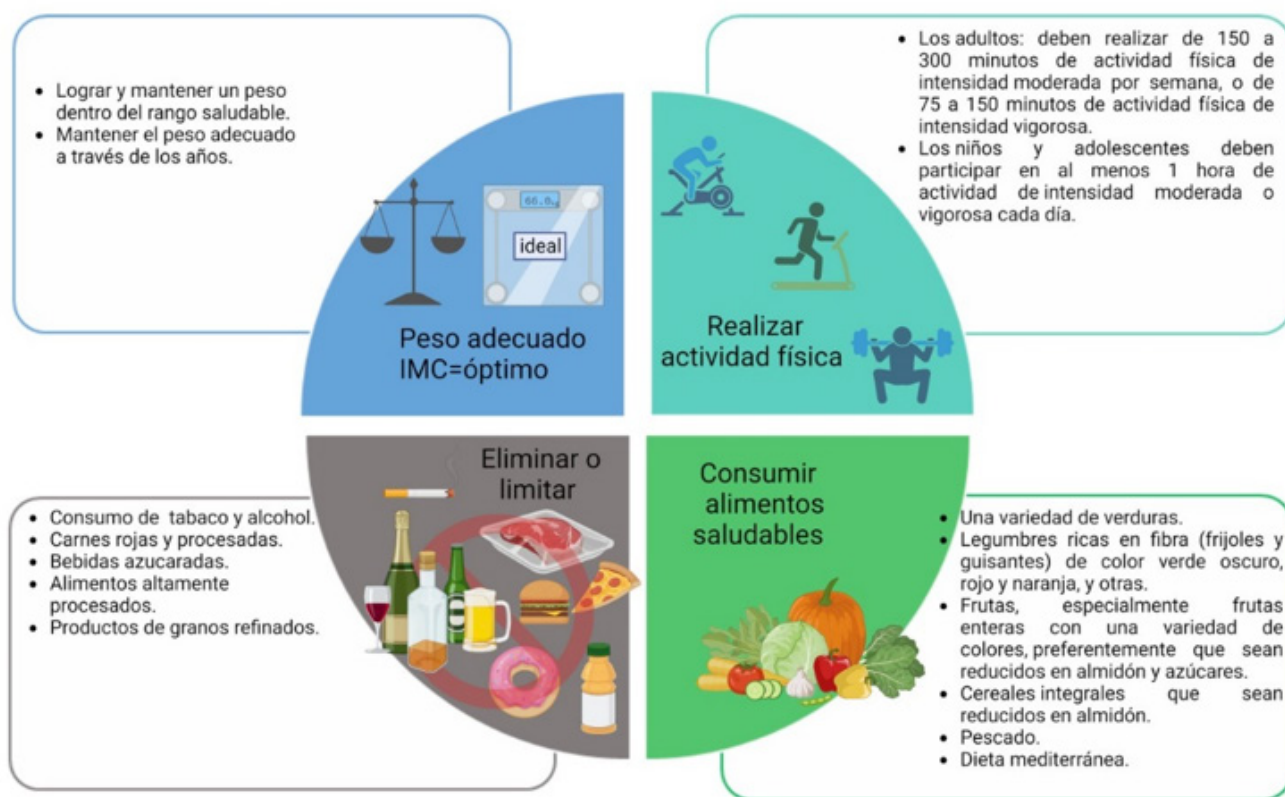 • Lograr y mantener un peso
dentro del rango saludable.
• Mantener el peso adecuado
a través de los años.
• Los adultos: deben realizar de 150 a
300 minutos de actividad física de
intensidad moderada por semana, o de
75 a 150 minutos de actividad física de
intensidad vigorosa.
• Los niños y adolescentes deben
participar en al menos 1 hora de
actividad de intensidad moderada o
vigorosa cada día.
66.0
ideal
Peso adecuado
IMC=óptimo
Realizar
actividad física
Eliminar o
limitar
Consumir
alimentos
saludables
• Consumo de tabaco y alcohol.
• Carnes rojas y procesadas.
• Bebidas azucaradas.
• Alimentos altamente
procesados.
• Productos de granos refinados.
• Una variedad de verduras.
• Legumbres ricas en fibra (frijoles y
guisantes) de color verde oscuro,
rojo y naranja, y otras.
• Frutas, especialmente frutas
enteras con una variedad de
colores, preferentemente que sean
reducidos en almidón y azúcares.
• Cereales integrales que sean
reducidos en almidón.
• Pescado.
• Dieta mediterránea.